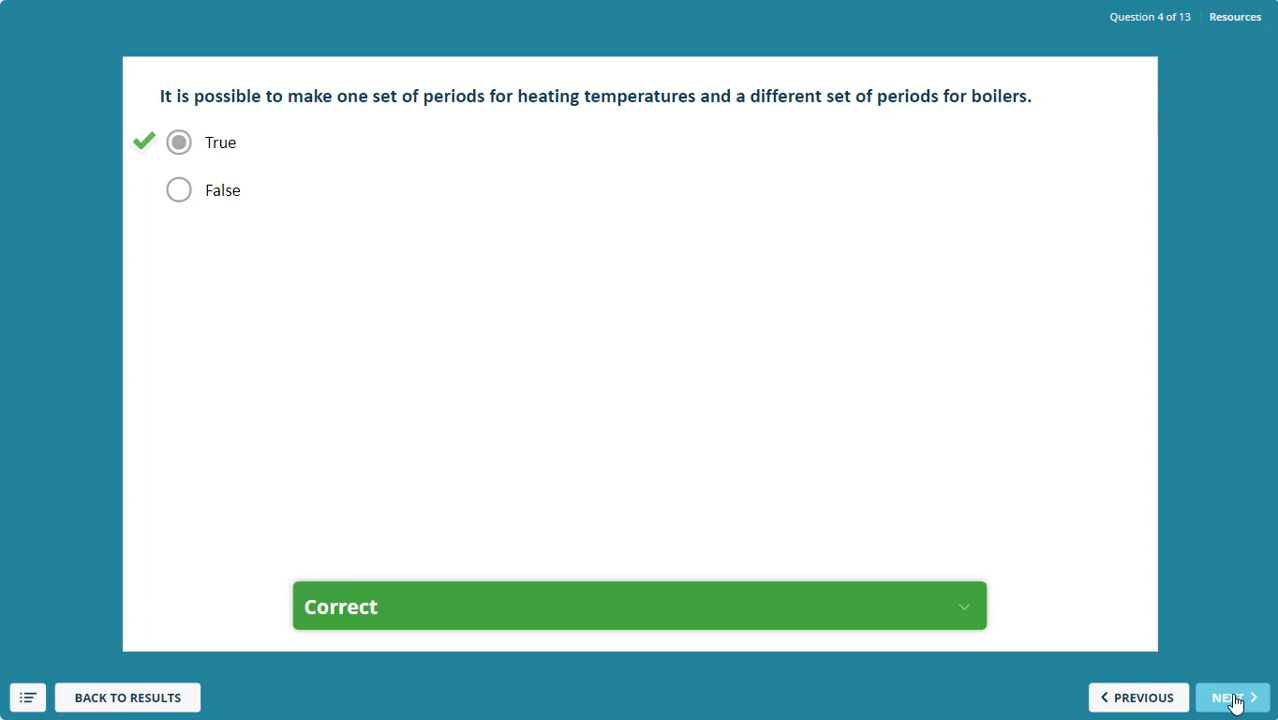 Question 4 of 13
Resources
It is possible to make one set of periods for heating temperatures and a different set of periods for boilers.
True
False
Correct
BACK TO RESULTS
PREVIOUS
NEXT